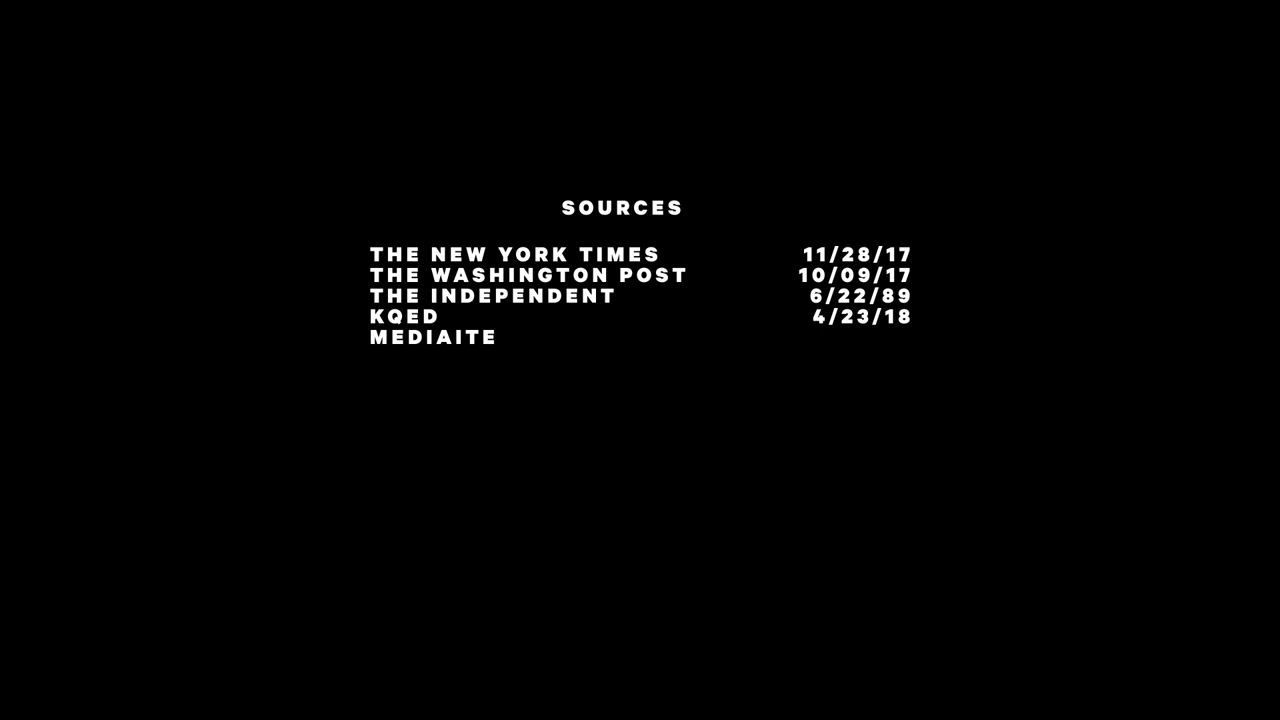 SOURCES
THE NEW YORK TIMES 11/28/17
THE WASHINGTON POST 10/09/17
THE INDEPENDENT 6/22/89
KQED 4/23/18
MEDIAITE